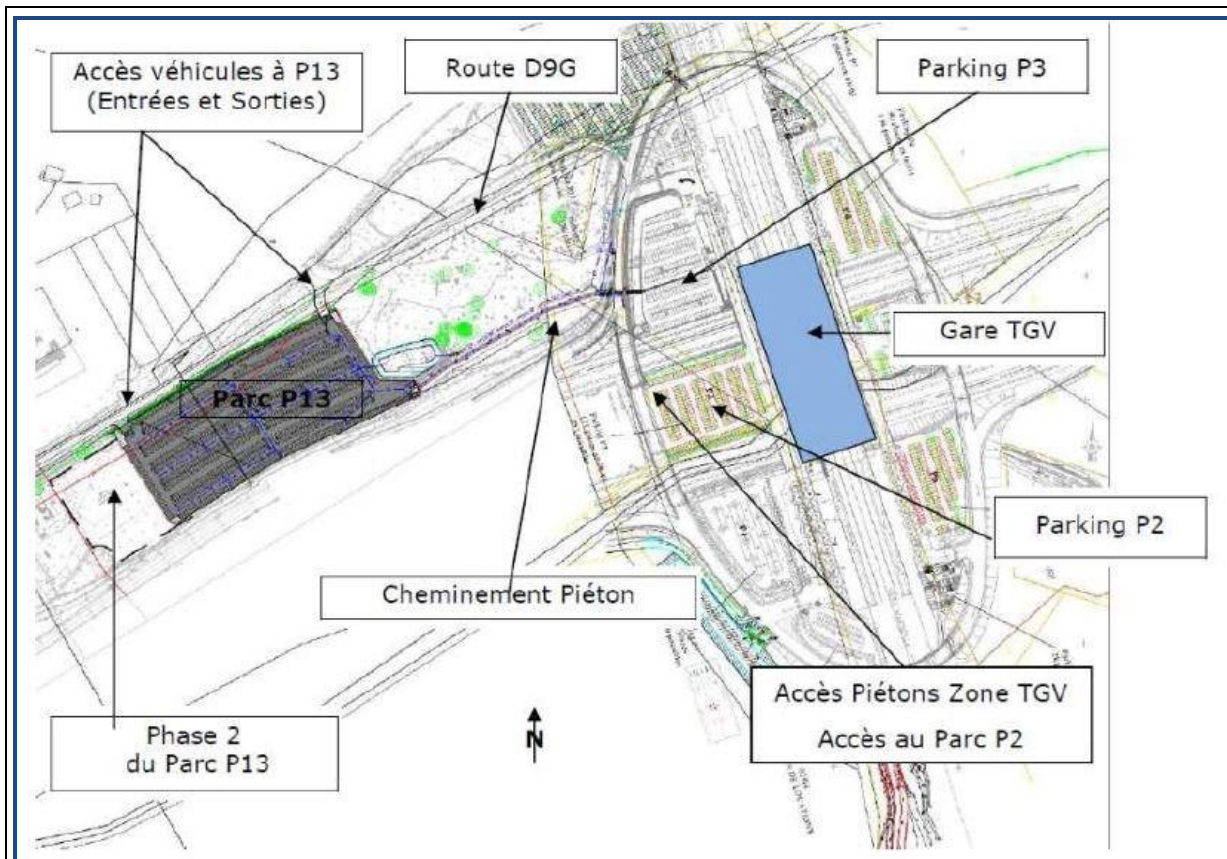 Accès véhicules à P13
(Entrées et Sorties)
Route D9G
Parking P3
Gare TGV
Parc P13
Parking P2
Cheminement Piéton
Accès Piétons Zone TGV
Accès au Parc P2
Phase 2
du Parc P13
N